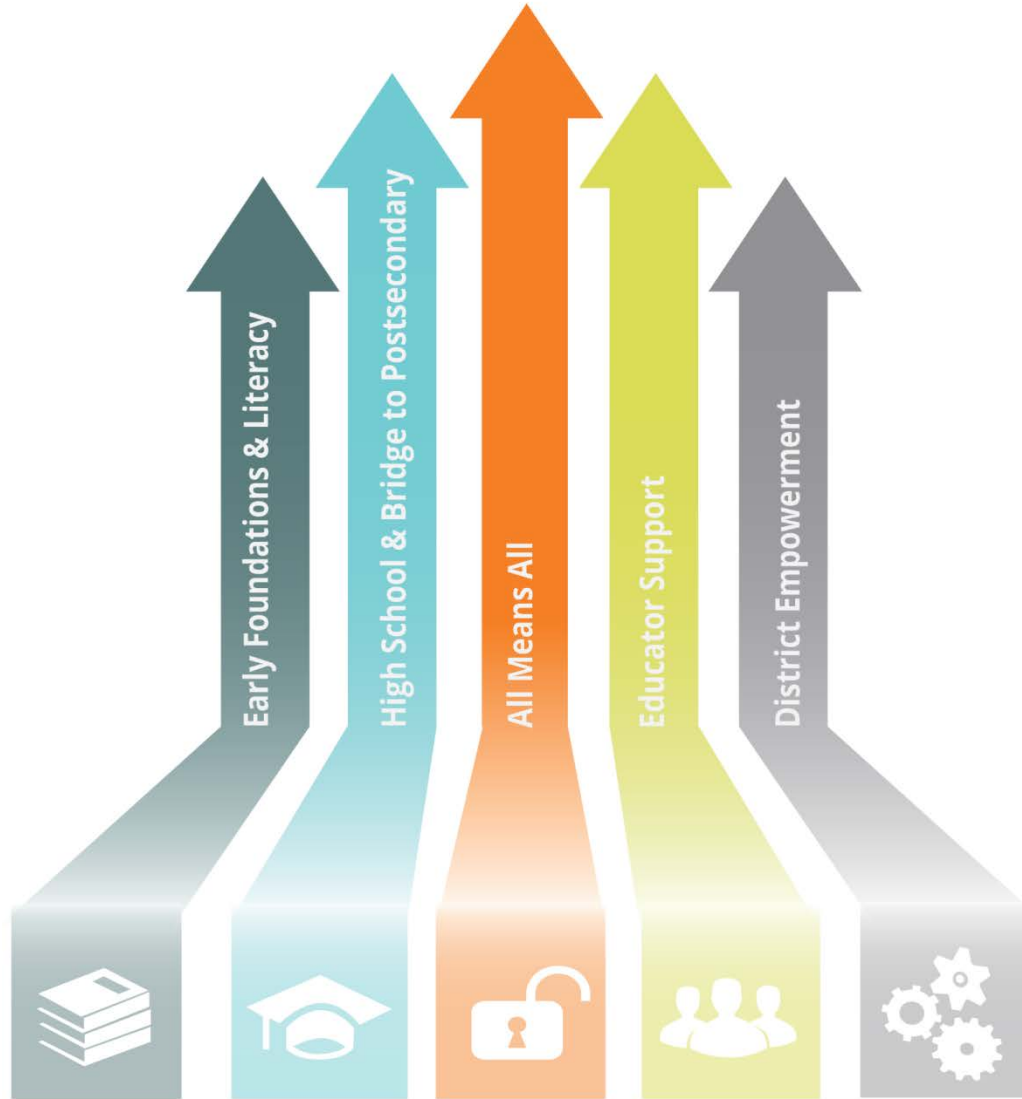 Early Foundations & Literacy
High School & Bridge to Postsecondary
All Means All
Educator Support
District Empowerment